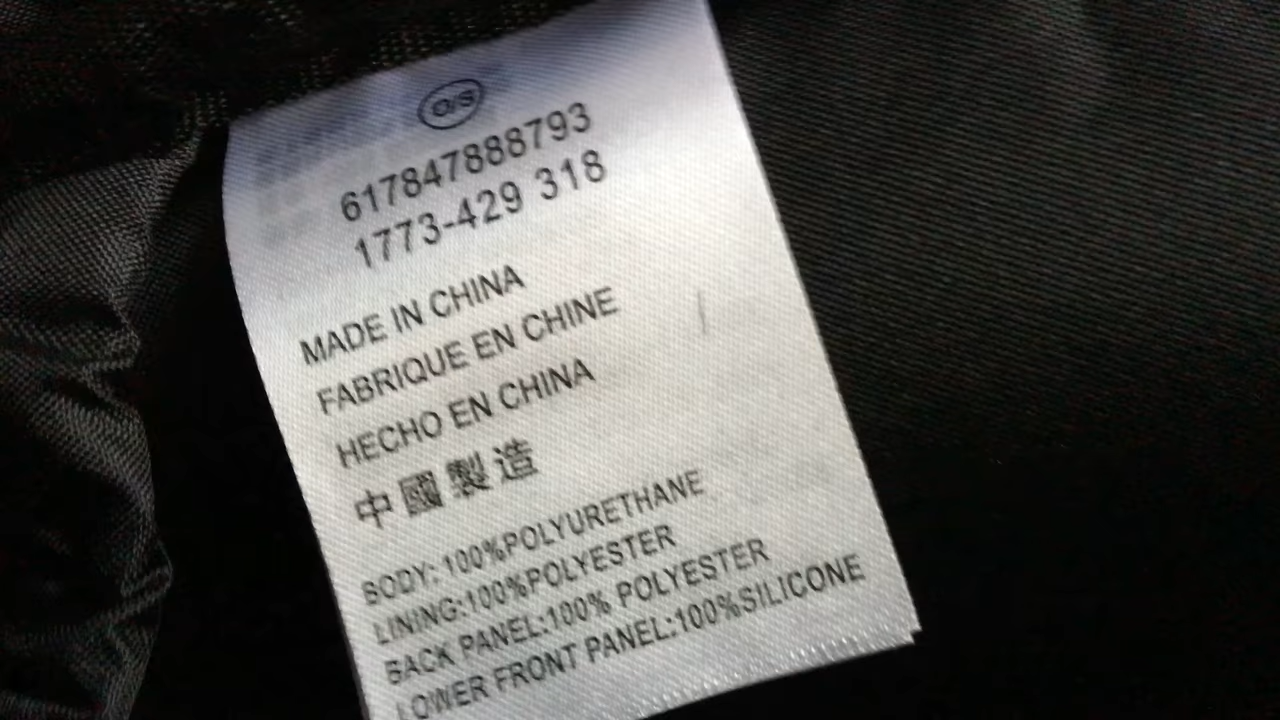 O/S
617847888793
1773-429 318
MADE IN CHINA
FABRIQUE EN CHINE
HECHO EN CHINA
中國製造
BODY: 100%POLYURETHANE
LINING:100%POLYESTER
BACK PANEL:100% POLYESTER
LOWER FRONT PANEL:100%SILICONE